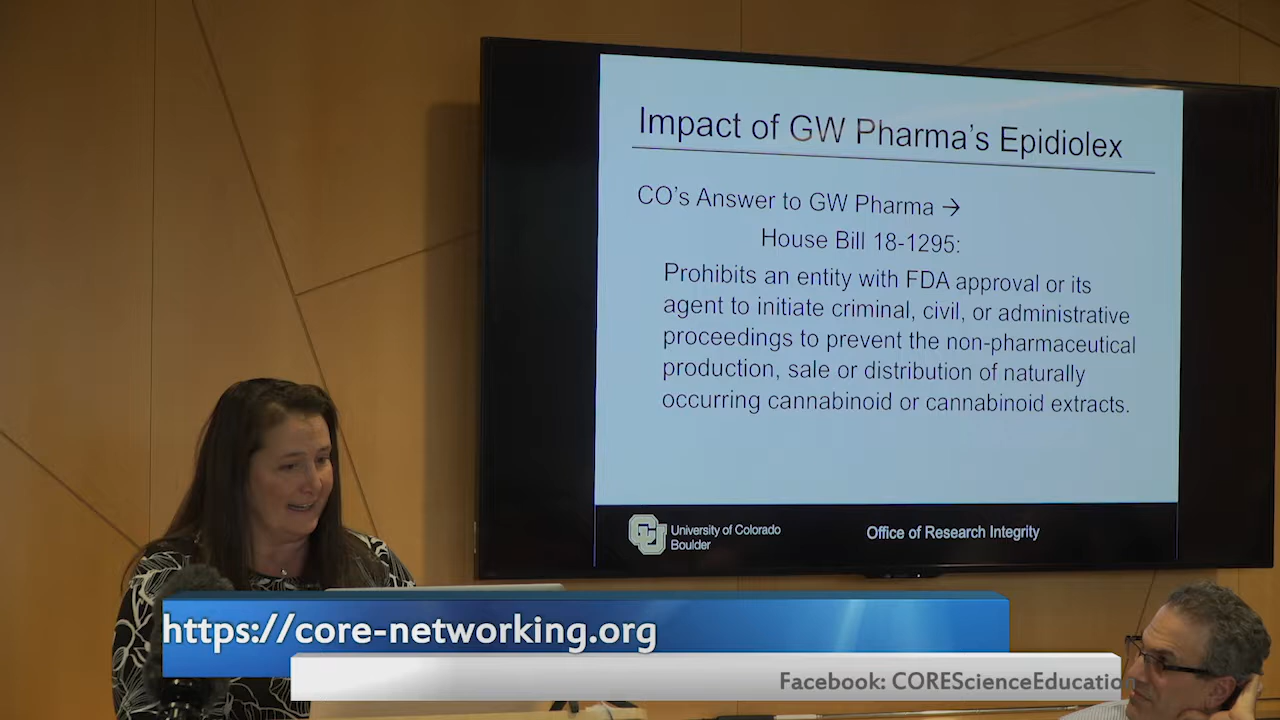 Impact of GW Pharma's Epidiolex
CO's Answer to GW Pharma →
House Bill 18-1295:
Prohibits an entity with FDA approval or its
agent to initiate criminal, civil, or administrative
proceedings to prevent the non-pharmaceutical
production, sale or distribution of naturally
occurring cannabinoid or cannabinoid extracts.
CU
University of Colorado
Boulder
Office of Research Integrity
https://core-networking.org
Facebook: COREScienceEducation